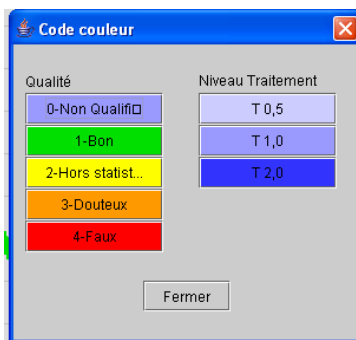 Code couleur
Qualité
Niveau Traitement
0-Non Qualifi□
T 0,5
1-Bon
T 1,0
2-Hors statist...
T 2,0
3-Douteux
4-Faux
Fermer